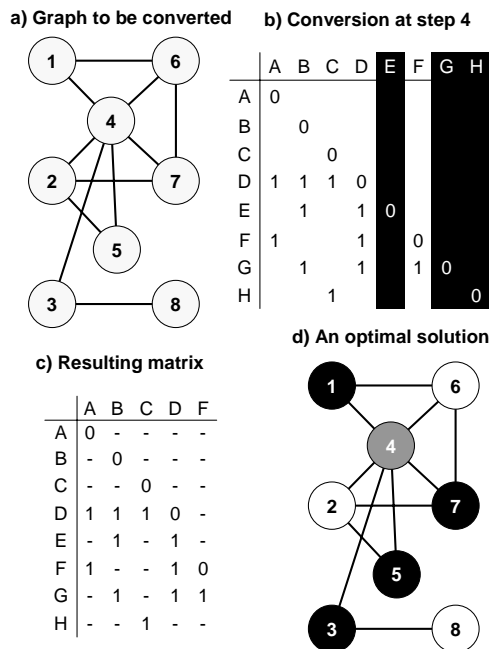 a) Graph to be converted
1 6
4
2 7
5
3 8
b) Conversion at step 4
A B C D E F G H
A 0
B 0
C 0
D 1 1 1 0
E 1 1 0
F 1 1 0
G 1 1 1 0
H 1 0
c) Resulting matrix
A B C D F
A 0 - - - -
B - 0 - - -
C - - 0 - -
D 1 1 1 0 -
E - 1 - 1 -
F 1 - - 1 0
G - 1 - 1 1
H - - 1 - -
d) An optimal solution
1 6
4
2 7
5
3 8